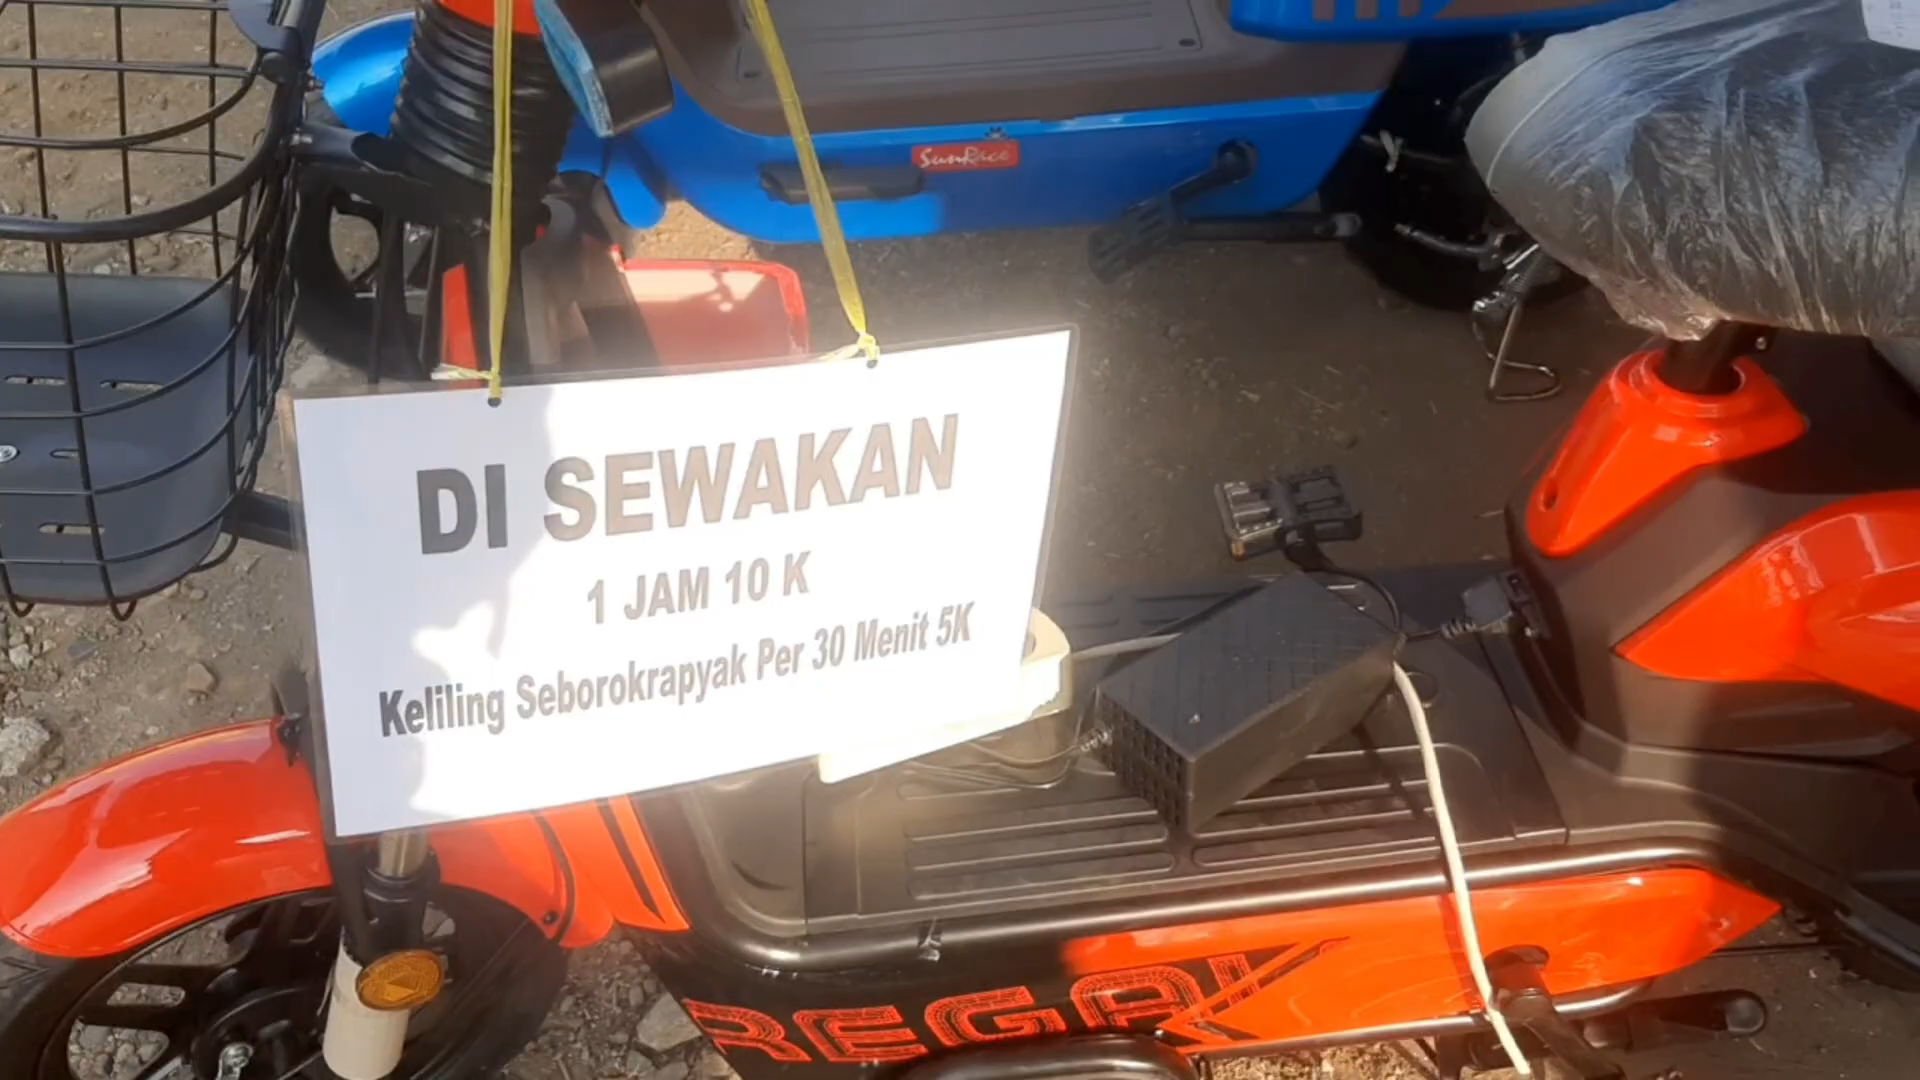 SunRace
DI SEWAKAN
1 JAM 10 K
Keliling Seborokrapyak Per 30 Menit 5K
REGAL